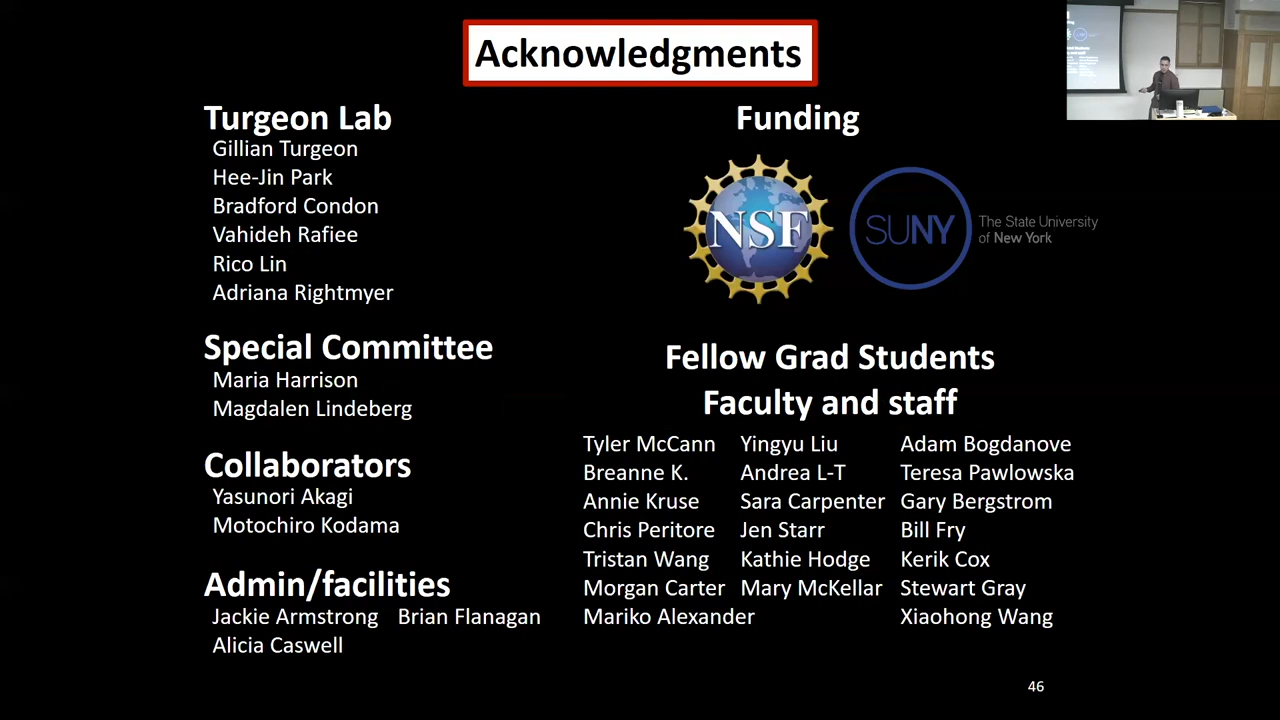 Acknowledgments
Turgeon Lab
Gillian Turgeon
Hee-Jin Park
Bradford Condon
Vahideh Rafiee
Rico Lin
Adriana Rightmyer
Special Committee
Maria Harrison
Magdalen Lindeberg
Collaborators
Yasunori Akagi
Motochiro Kodama
Admin/facilities
Jackie Armstrong Brian Flanagan
Alicia Caswell
Funding
NSF
SUNY
The State University
of New York
Fellow Grad Students
Faculty and staff
Tyler McCann Yingyu Liu Adam Bogdanove
Breanne K. Andrea L-T Teresa Pawlowska
Annie Kruse Sara Carpenter Gary Bergstrom
Chris Peritore Jen Starr Bill Fry
Tristan Wang Kathie Hodge Kerik Cox
Morgan Carter Mary McKellar Stewart Gray
Mariko Alexander Xiaohong Wang
46